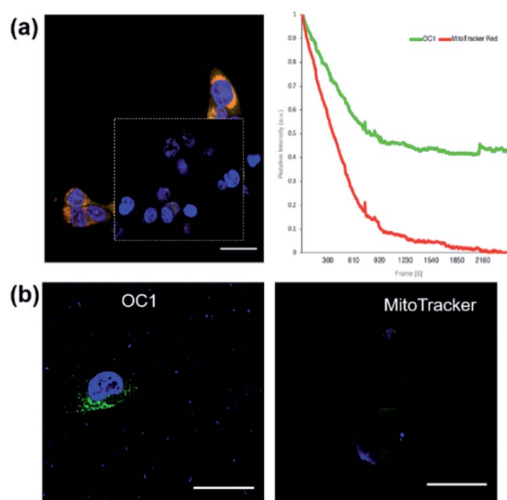 (a)
OC1 MitoTracker Red
Relative Intensity [a.u.]
1
0.9
0.8
0.7
0.6
0.5
0.4
0.3
0.2
0.1
0
300 610 920 1230 1540 1850 2160
Frame [S]
(b)
OC1
MitoTracker